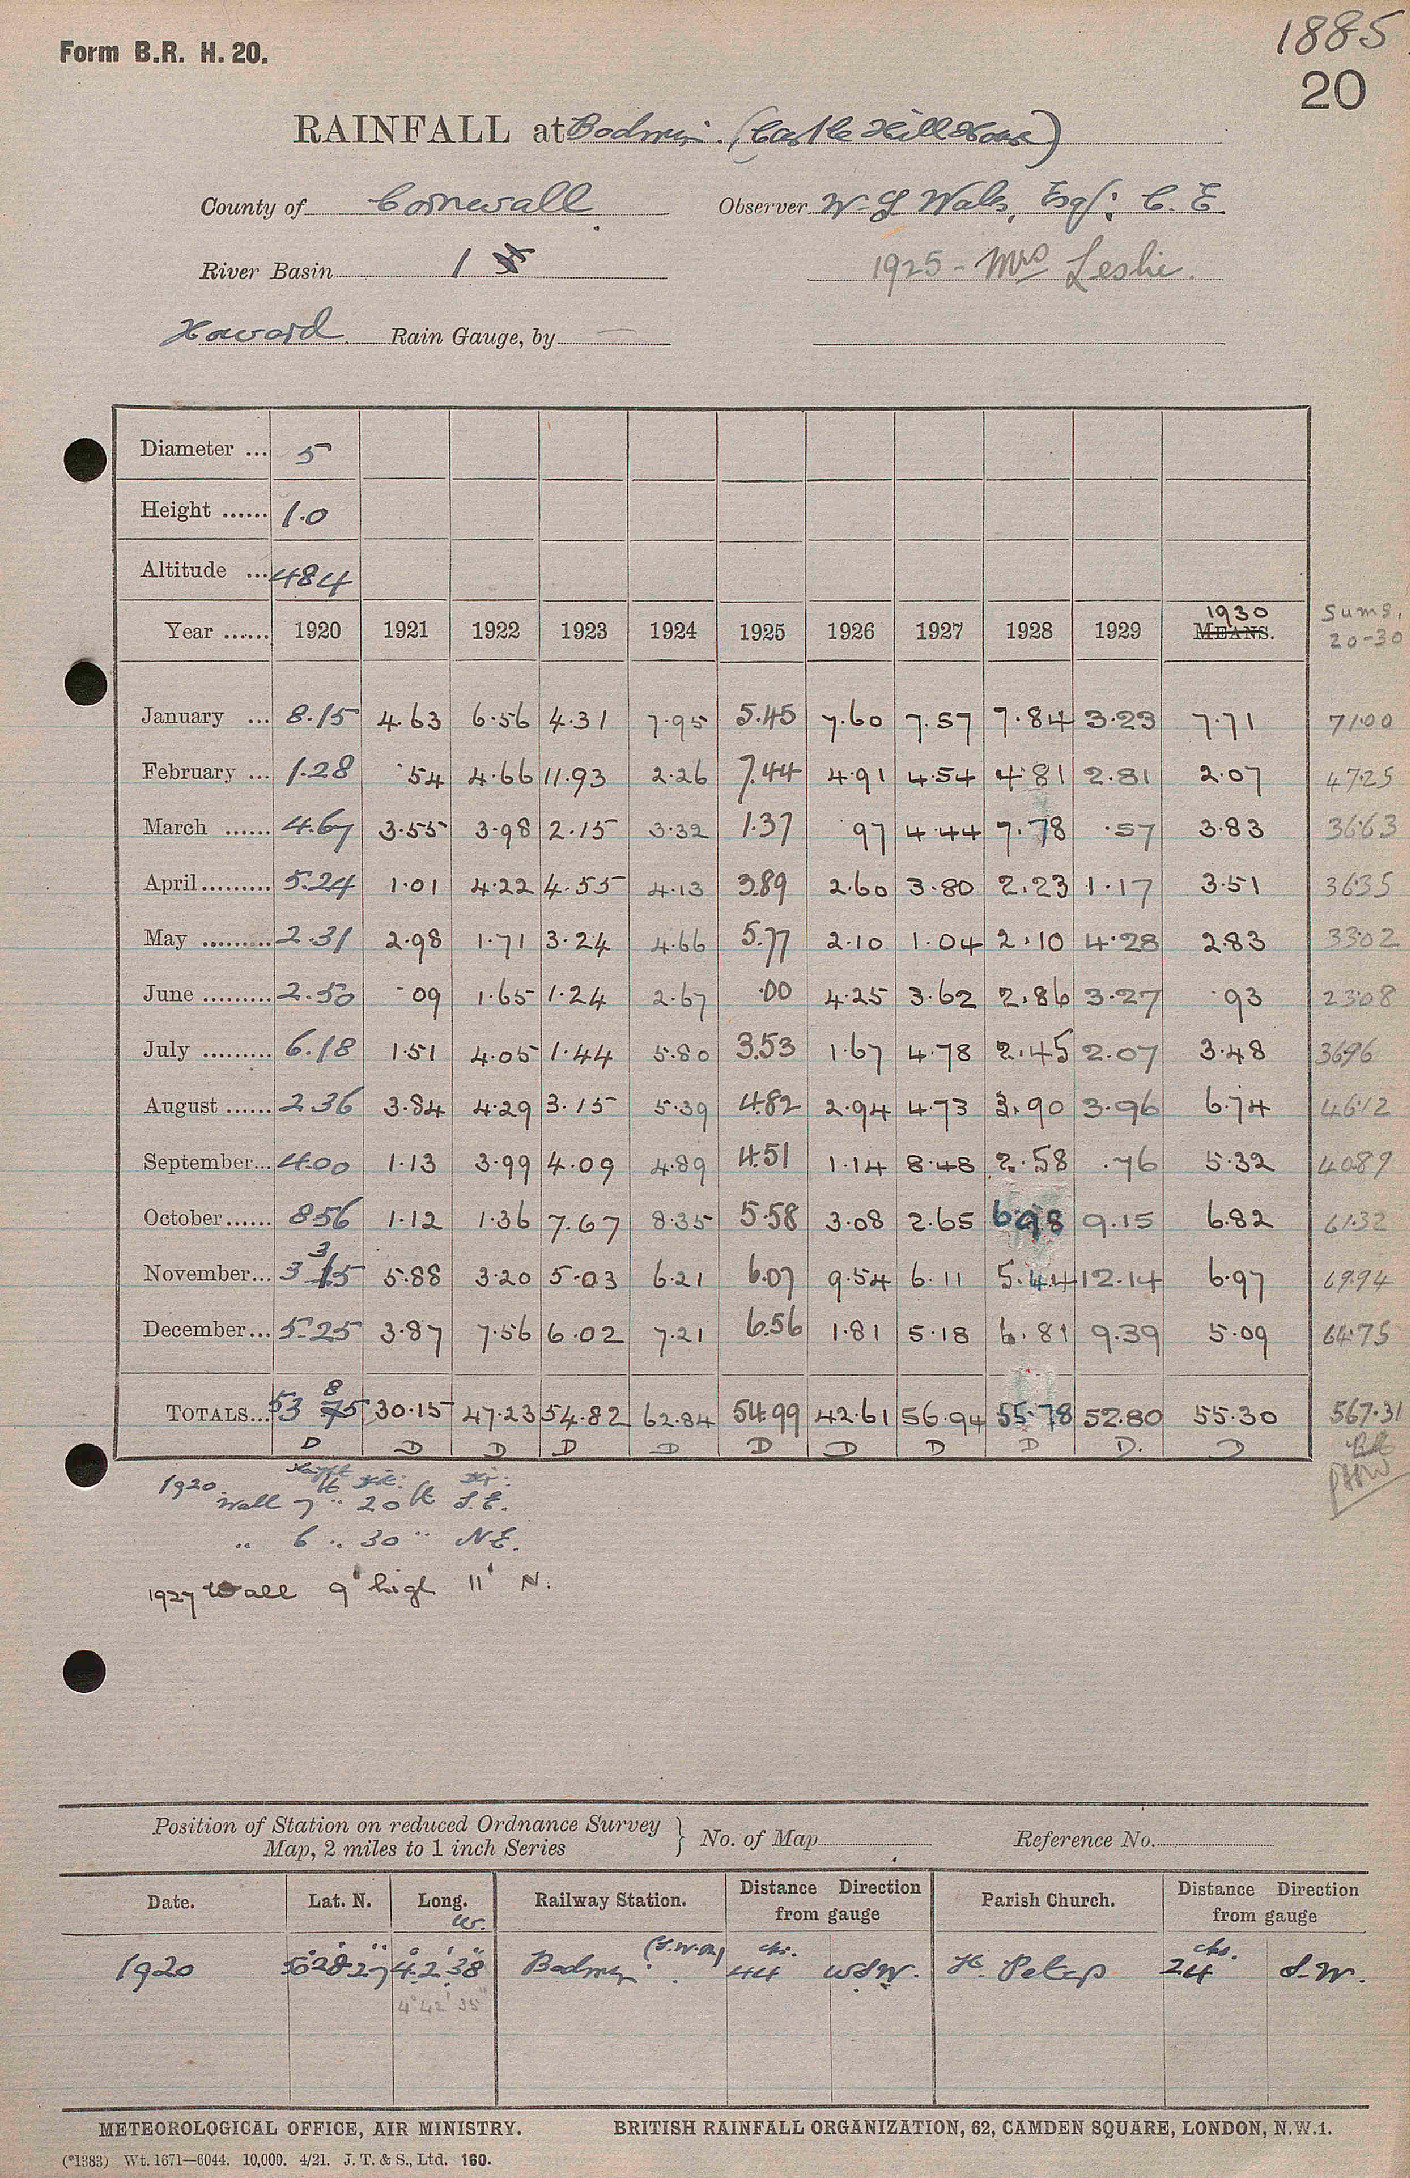 1885
Form B.R. H. 20.
20
RAINFALL at Bodmin. (Castle Hill House)
County of Cornwall Observer W. Wales, Esq: C. E
River Basin 1 1925 - Mrs Leslie.
Howard Rain Gauge, by —
Diameter ... 5
Height ...... 1.0
Altitude ... 484
1930 Sums.
Year ...... 1920 1921 1922 1923 1924 1925 1926 1927 1928 1929 MEANS. 20-30
January ... 8.15 4.63 6.56 4.31 7.95 5.45 7.60 7.57 7.84 3.23 7.71 71.00
February ... 1.28 .54 4.66 11.93 2.26 7.44 4.91 4.54 4.81 2.81 2.07 47.25
March ...... 4.67 3.55 3.98 2.15 3.32 1.37 .97 4.44 7.78 .57 3.83 36.63
April......... 5.24 1.01 4.22 4.55 4.13 3.89 2.60 3.80 2.23 1.17 3.51 36.35
May ......... 2.31 2.98 1.71 3.24 4.66 5.77 2.10 1.04 2.10 4.28 2.83 33.02
June ......... 2.50 .09 1.65 1.24 2.67 .00 4.25 3.62 2.86 3.27 .93 23.08
July ......... 6.18 1.51 4.05 1.44 5.80 3.53 1.67 4.78 2.45 2.07 3.48 36.96
August ...... 2.36 3.84 4.29 3.15 5.39 4.82 2.94 4.73 3.90 3.96 6.74 46.12
September... 4.00 1.13 3.99 4.09 4.89 4.51 1.14 8.48 2.58 .76 5.32 40.89
October...... 8.56 1.12 1.36 7.67 8.35 5.58 3.08 2.65 6.98 9.15 6.82 61.32
3
November... 3 15 5.88 3.20 5.03 6.21 6.07 9.54 6.11 5.44 12.14 6.97 69.94
December... 5.25 3.87 7.56 6.02 7.21 6.56 1.81 5.18 6.81 9.39 5.09 64.75
8
TOTALS... 53 75 30.15 47.23 54.82 62.84 54.99 42.61 56.94 55.78 52.80 55.30 567.31
D D D D D D D D D D. D
1920. Wall 7 " 20 ft S.E.
" 6 " 30 " N.E.
1927 Wall 9' high 11' N.
Position of Station on reduced Ordnance Survey
Map, 2 miles to 1 inch Series } No. of Map Reference No.
Date. Lat. N. Long. W. Railway Station. Distance Direction from gauge Parish Church. Distance Direction from gauge
1920 50° 28' 27" 4° 2' 38" Bodmin. 44 chs. WSW. 24 chs. S.W.
4° 42' 35"
METEOROLOGICAL OFFICE, AIR MINISTRY. BRITISH RAINFALL ORGANIZATION, 62, CAMDEN SQUARE, LONDON, N.W.1.
(*1383) Wt. 1671—6044. 10,000. 4/21. J. T. & S., Ltd. 160.